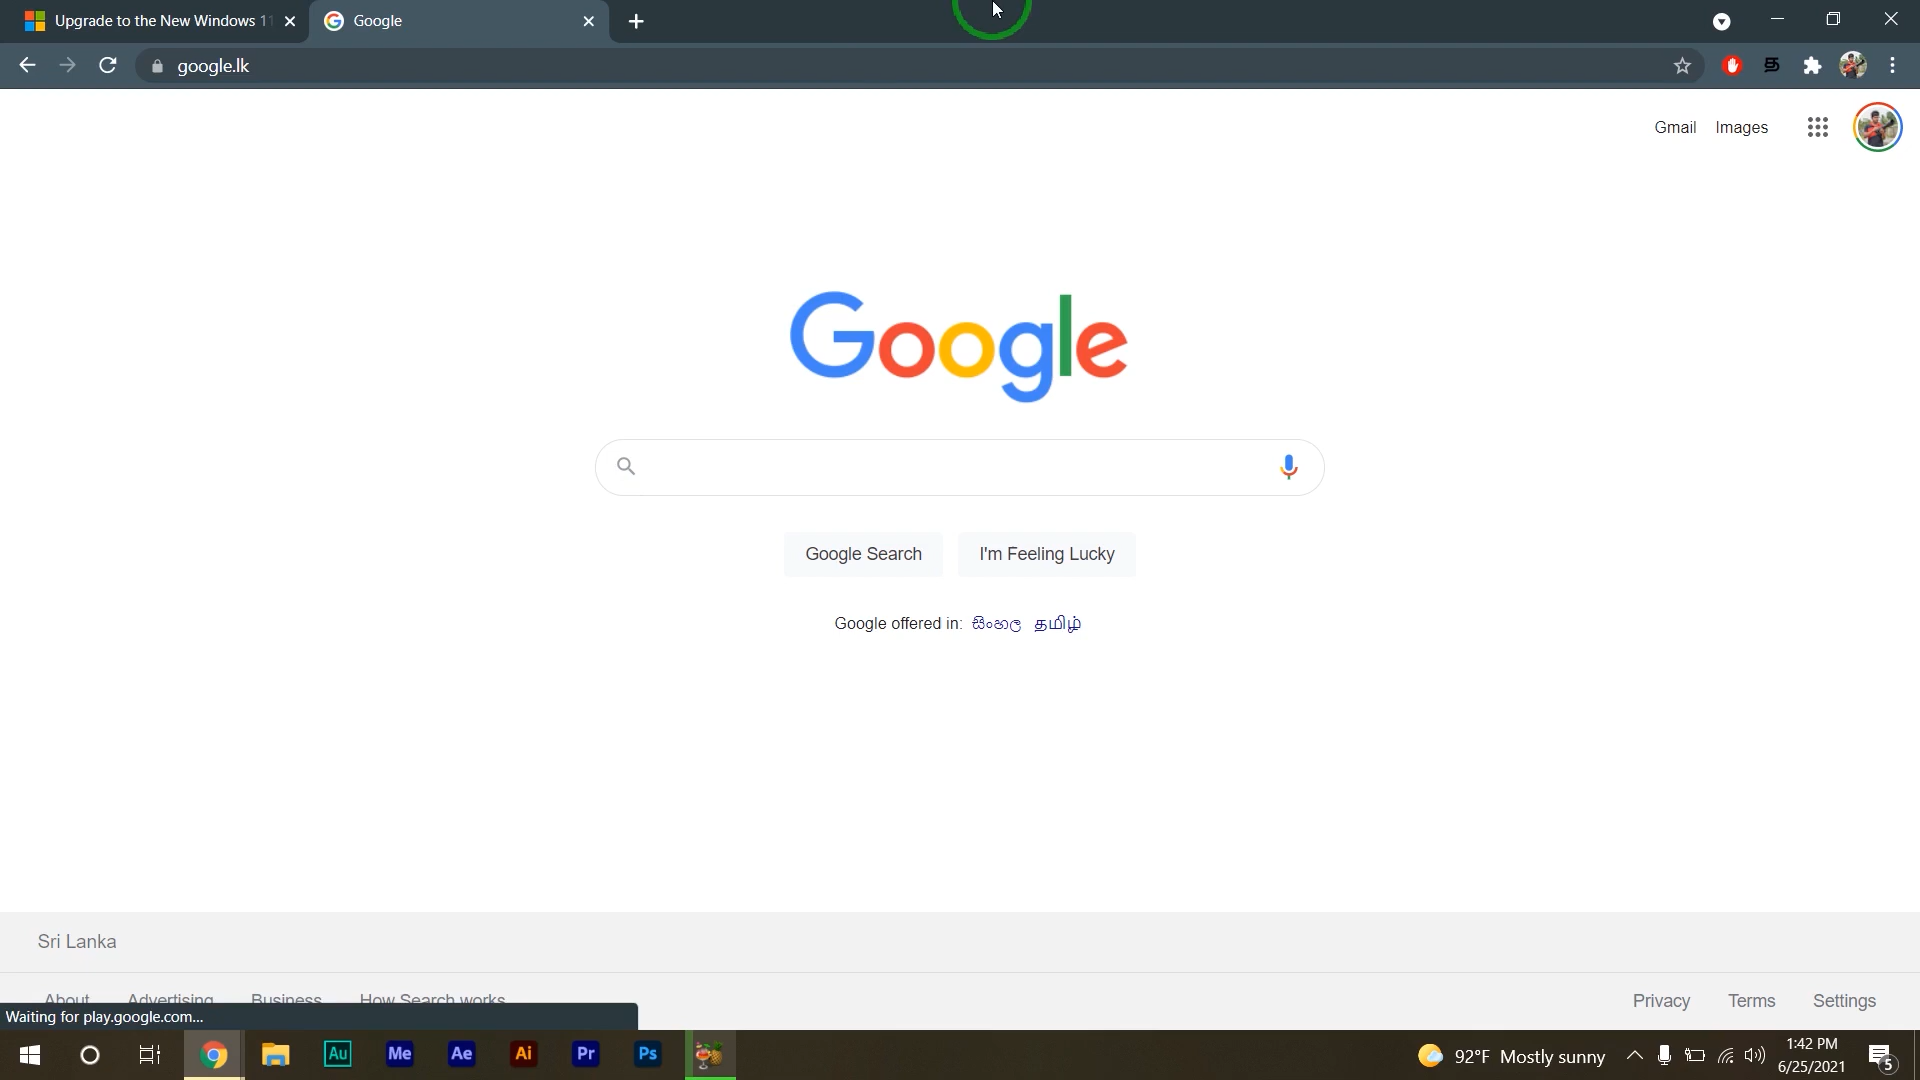 Upgrade to the New Windows 11
Google
google.lk
Gmail Images
Google
Google Search I'm Feeling Lucky
Google offered in: සිංහල தமிழ்
Sri Lanka
About Advertising Business How Search works Privacy Terms Settings
Waiting for play.google.com...
Au Me Ae Ai Pr Ps
92°F Mostly sunny
1:42 PM
6/25/2021
5
த